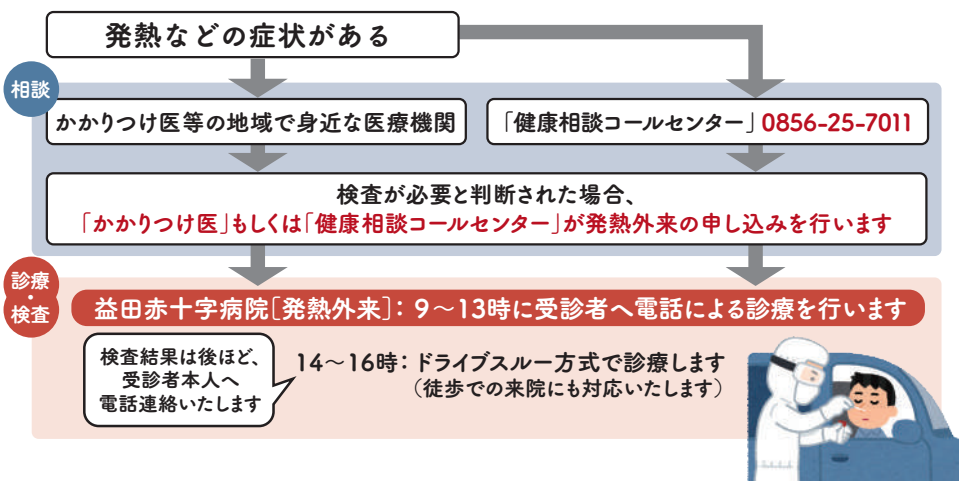 発熱などの症状がある
相談
かかりつけ医等の地域で身近な医療機関
「健康相談コールセンター」0856-25-7011
検査が必要と判断された場合、
「かかりつけ医」もしくは「健康相談コールセンター」が発熱外来の申し込みを行います
診療
・
検査
益田赤十字病院[発熱外来]：9～13時に受診者へ電話による診療を行います
検査結果は後ほど、
受診者本人へ
電話連絡いたします
14～16時：ドライブスルー方式で診療します
（徒歩での来院にも対応いたします）